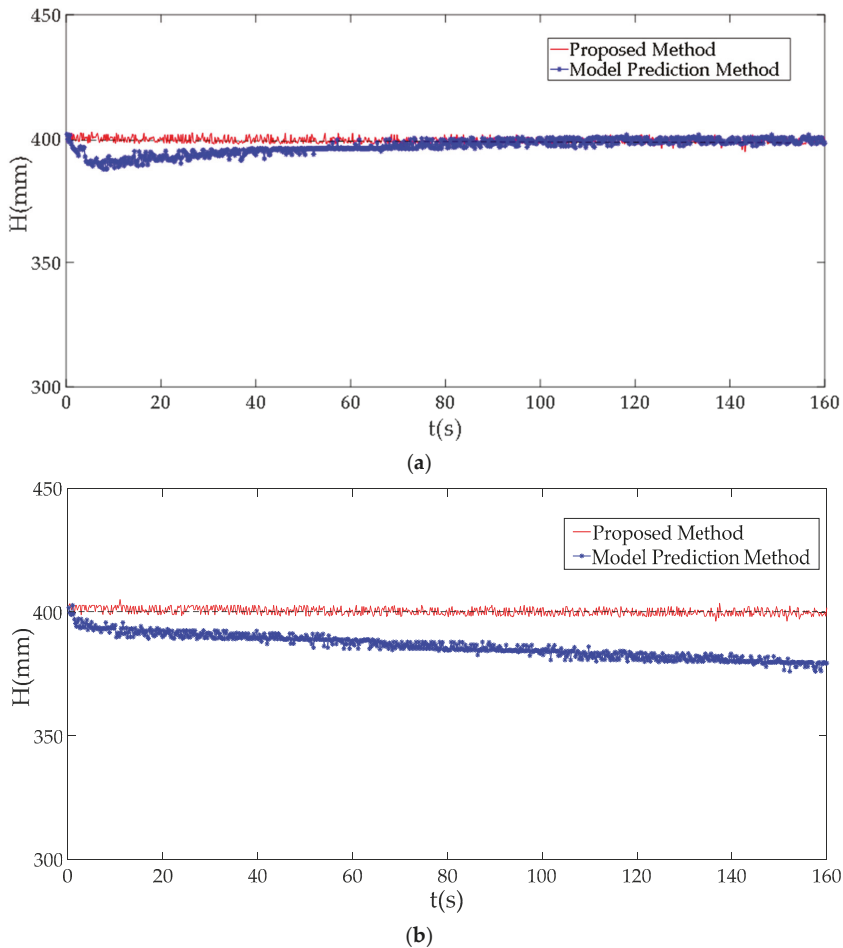 450
400
350
300
H(mm)
Proposed Method
Model Prediction Method
0 20 40 60 80 100 120 140 160
t(s)
(a)
450
400
350
300
H(mm)
Proposed Method
Model Prediction Method
0 20 40 60 80 100 120 140 160
t(s)
(b)